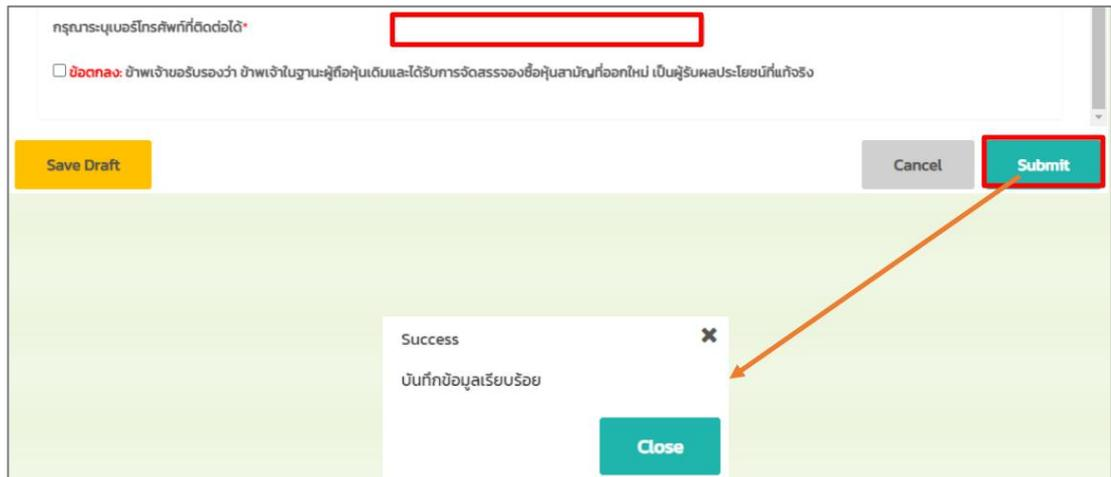 กรุณาระบุเบอร์โทรศัพท์ที่ติดต่อได้*
ข้อตกลง: ข้าพเจ้าขอรับรองว่า ข้าพเจ้าในฐานะผู้ถือหุ้นเดิมและได้รับการจัดสรรจองซื้อหุ้นสามัญที่ออกใหม่ เป็นผู้รับผลประโยชน์ที่แท้จริง
Save Draft
Cancel
Submit
Success
บันทึกข้อมูลเรียบร้อย
Close